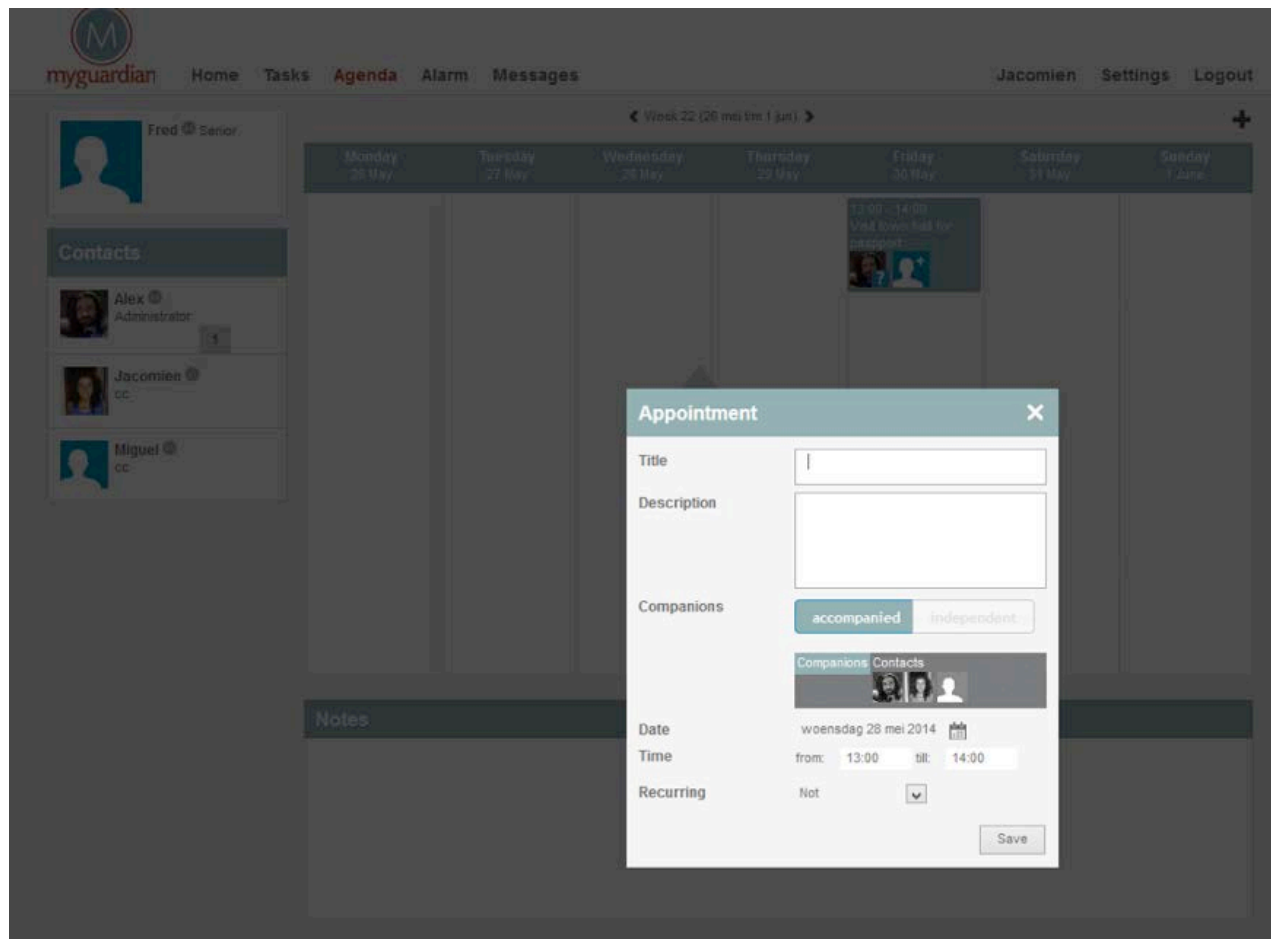 M
myguardian Home Tasks Agenda Alarm Messages Jacomien Settings Logout
Fred Senior
Week 22 (26 mei t/m 1 jun)
Monday Tuesday Wednesday Thursday Friday Saturday Sunday
26 May 27 May 28 May 29 May 30 May 31 May 1 June
13:00 - 14:00
Visit town hall for
passport
?
Contacts
Alex
Administrator
1
Jacomien
cc
Miguel
cc
Appointment
Title
Description
Companions accompanied independent
Companions Contacts
Date woensdag 28 mei 2014
Time from: 13:00 till: 14:00
Recurring Not
Save
Notes